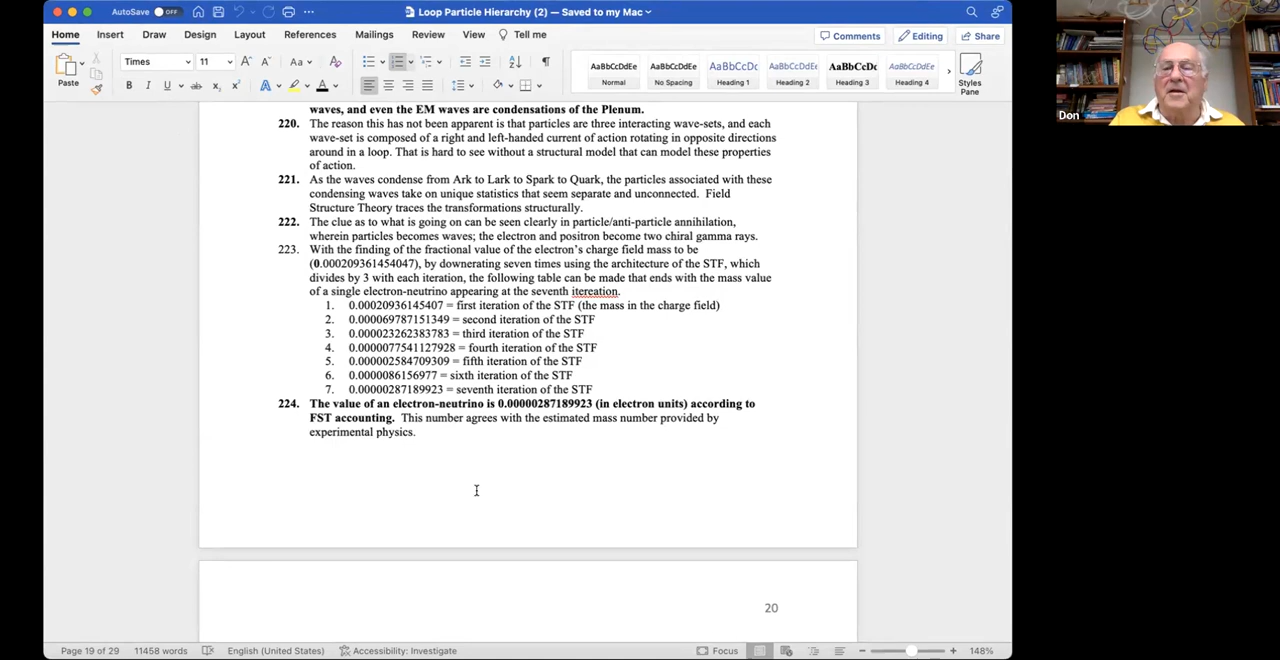 AutoSave OFF
Loop Particle Hierarchy (2) — Saved to my Mac
Home Insert Draw Design Layout References Mailings Review View Tell me Comments Editing Share
Paste Times 11 Aa
AaBbCcDdEe AaBbCcDdEe AaBbCcDc AaBbCcDdEe AaBbCcDc AaBbCcDdEe
Normal No Spacing Heading 1 Heading 2 Heading 3 Heading 4 Styles Pane
Don
waves, and even the EM waves are condensations of the Plenum.
220. The reason this has not been apparent is that particles are three interacting wave-sets, and each
wave-set is composed of a right and left-handed current of action rotating in opposite directions
around in a loop. That is hard to see without a structural model that can model these properties
of action.
221. As the waves condense from Ark to Lark to Spark to Quark, the particles associated with these
condensing waves take on unique statistics that seem separate and unconnected. Field
Structure Theory traces the transformations structurally.
222. The clue as to what is going on can be seen clearly in particle/anti-particle annihilation,
wherein particles becomes waves; the electron and positron become two chiral gamma rays.
223. With the finding of the fractional value of the electron's charge field mass to be
(0.000209361454047), by downerating seven times using the architecture of the STF, which
divides by 3 with each iteration, the following table can be made that ends with the mass value
of a single electron-neutrino appearing at the seventh itereation.
1. 0.00020936145407 = first iteration of the STF (the mass in the charge field)
2. 0.000069787151349 = second iteration of the STF
3. 0.000023262383783 = third iteration of the STF
4. 0.0000077541127928 = fourth iteration of the STF
5. 0.000002584709309 = fifth iteration of the STF
6. 0.0000086156977 = sixth iteration of the STF
7. 0.00000287189923 = seventh iteration of the STF
224. The value of an electron-neutrino is 0.00000287189923 (in electron units) according to
FST accounting. This number agrees with the estimated mass number provided by
experimental physics.
20
Page 19 of 29 11458 words English (United States) Accessibility: Investigate Focus 148%